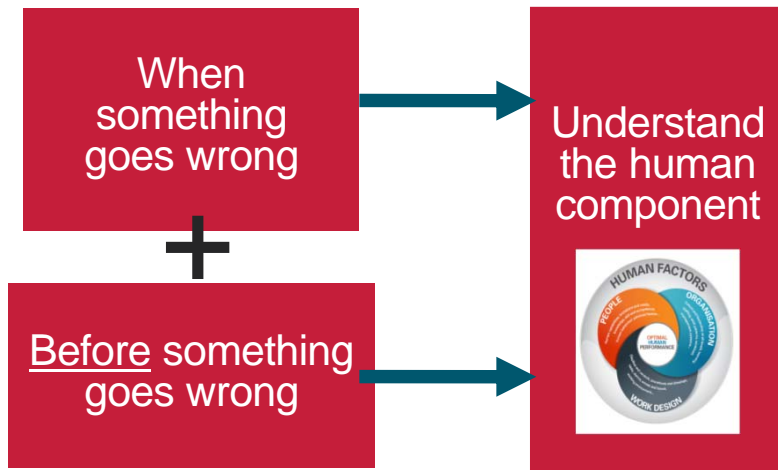 When
something
goes wrong
+
Before something
goes wrong
Understand
the human
component
HUMAN FACTORS
PEOPLE
ORGANISATION
OPTIMAL
HUMAN
PERFORMANCE
WORK DESIGN